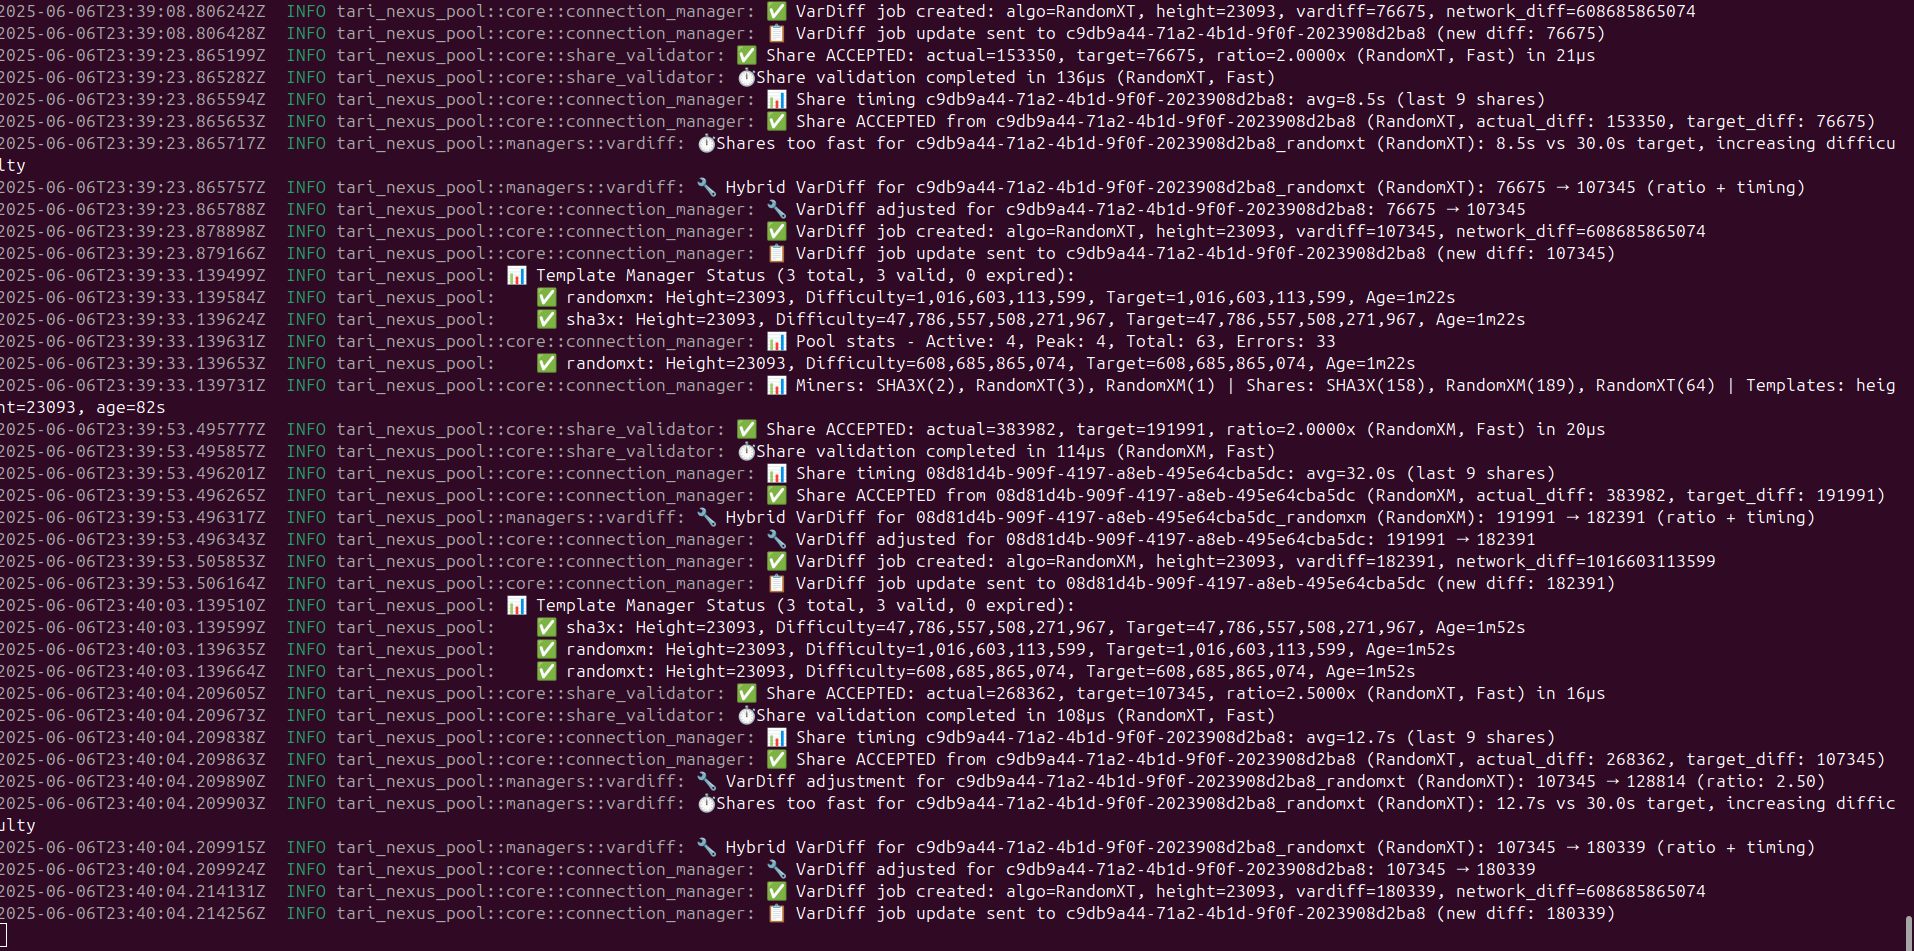 2025-06-06T23:39:08.806242Z  INFO tari_nexus_pool::core::connection_manager: ✅ VarDiff job created: algo=RandomXT, height=23093, vardiff=76675, network_diff=608685865074
2025-06-06T23:39:08.806428Z  INFO tari_nexus_pool::core::connection_manager: 📋 VarDiff job update sent to c9db9a44-71a2-4b1d-9f0f-2023908d2ba8 (new diff: 76675)
2025-06-06T23:39:23.865199Z  INFO tari_nexus_pool::core::share_validator: ✅ Share ACCEPTED: actual=153350, target=76675, ratio=2.0000x (RandomXT, Fast) in 21µs
2025-06-06T23:39:23.865282Z  INFO tari_nexus_pool::core::share_validator: ⏱️Share validation completed in 136µs (RandomXT, Fast)
2025-06-06T23:39:23.865594Z  INFO tari_nexus_pool::core::connection_manager: 📊 Share timing c9db9a44-71a2-4b1d-9f0f-2023908d2ba8: avg=8.5s (last 9 shares)
2025-06-06T23:39:23.865653Z  INFO tari_nexus_pool::core::connection_manager: ✅ Share ACCEPTED from c9db9a44-71a2-4b1d-9f0f-2023908d2ba8 (RandomXT, actual_diff: 153350, target_diff: 76675)
2025-06-06T23:39:23.865717Z  INFO tari_nexus_pool::managers::vardiff: ⏱️Shares too fast for c9db9a44-71a2-4b1d-9f0f-2023908d2ba8_randomxt (RandomXT): 8.5s vs 30.0s target, increasing difficu
lty
2025-06-06T23:39:23.865757Z  INFO tari_nexus_pool::managers::vardiff: 🔧 Hybrid VarDiff for c9db9a44-71a2-4b1d-9f0f-2023908d2ba8_randomxt (RandomXT): 76675 → 107345 (ratio + timing)
2025-06-06T23:39:23.865788Z  INFO tari_nexus_pool::core::connection_manager: 🔧 VarDiff adjusted for c9db9a44-71a2-4b1d-9f0f-2023908d2ba8: 76675 → 107345
2025-06-06T23:39:23.878898Z  INFO tari_nexus_pool::core::connection_manager: ✅ VarDiff job created: algo=RandomXT, height=23093, vardiff=107345, network_diff=608685865074
2025-06-06T23:39:23.879166Z  INFO tari_nexus_pool::core::connection_manager: 📋 VarDiff job update sent to c9db9a44-71a2-4b1d-9f0f-2023908d2ba8 (new diff: 107345)
2025-06-06T23:39:33.139499Z  INFO tari_nexus_pool: 📊 Template Manager Status (3 total, 3 valid, 0 expired):
2025-06-06T23:39:33.139584Z  INFO tari_nexus_pool:    ✅ randomxm: Height=23093, Difficulty=1,016,603,113,599, Target=1,016,603,113,599, Age=1m22s
2025-06-06T23:39:33.139624Z  INFO tari_nexus_pool:    ✅ sha3x: Height=23093, Difficulty=47,786,557,508,271,967, Target=47,786,557,508,271,967, Age=1m22s
2025-06-06T23:39:33.139631Z  INFO tari_nexus_pool::core::connection_manager: 📊 Pool stats - Active: 4, Peak: 4, Total: 63, Errors: 33
2025-06-06T23:39:33.139653Z  INFO tari_nexus_pool:    ✅ randomxt: Height=23093, Difficulty=608,685,865,074, Target=608,685,865,074, Age=1m22s
2025-06-06T23:39:33.139731Z  INFO tari_nexus_pool::core::connection_manager: 📊 Miners: SHA3X(2), RandomXT(3), RandomXM(1) | Shares: SHA3X(158), RandomXM(189), RandomXT(64) | Templates: heig
ht=23093, age=82s
2025-06-06T23:39:53.495777Z  INFO tari_nexus_pool::core::share_validator: ✅ Share ACCEPTED: actual=383982, target=191991, ratio=2.0000x (RandomXM, Fast) in 20µs
2025-06-06T23:39:53.495857Z  INFO tari_nexus_pool::core::share_validator: ⏱️Share validation completed in 114µs (RandomXM, Fast)
2025-06-06T23:39:53.496201Z  INFO tari_nexus_pool::core::connection_manager: 📊 Share timing 08d81d4b-909f-4197-a8eb-495e64cba5dc: avg=32.0s (last 9 shares)
2025-06-06T23:39:53.496265Z  INFO tari_nexus_pool::core::connection_manager: ✅ Share ACCEPTED from 08d81d4b-909f-4197-a8eb-495e64cba5dc (RandomXM, actual_diff: 383982, target_diff: 191991)
2025-06-06T23:39:53.496317Z  INFO tari_nexus_pool::managers::vardiff: 🔧 Hybrid VarDiff for 08d81d4b-909f-4197-a8eb-495e64cba5dc_randomxm (RandomXM): 191991 → 182391 (ratio + timing)
2025-06-06T23:39:53.496343Z  INFO tari_nexus_pool::core::connection_manager: 🔧 VarDiff adjusted for 08d81d4b-909f-4197-a8eb-495e64cba5dc: 191991 → 182391
2025-06-06T23:39:53.505853Z  INFO tari_nexus_pool::core::connection_manager: ✅ VarDiff job created: algo=RandomXM, height=23093, vardiff=182391, network_diff=1016603113599
2025-06-06T23:39:53.506164Z  INFO tari_nexus_pool::core::connection_manager: 📋 VarDiff job update sent to 08d81d4b-909f-4197-a8eb-495e64cba5dc (new diff: 182391)
2025-06-06T23:40:03.139510Z  INFO tari_nexus_pool: 📊 Template Manager Status (3 total, 3 valid, 0 expired):
2025-06-06T23:40:03.139599Z  INFO tari_nexus_pool:    ✅ sha3x: Height=23093, Difficulty=47,786,557,508,271,967, Target=47,786,557,508,271,967, Age=1m52s
2025-06-06T23:40:03.139635Z  INFO tari_nexus_pool:    ✅ randomxm: Height=23093, Difficulty=1,016,603,113,599, Target=1,016,603,113,599, Age=1m52s
2025-06-06T23:40:03.139664Z  INFO tari_nexus_pool:    ✅ randomxt: Height=23093, Difficulty=608,685,865,074, Target=608,685,865,074, Age=1m52s
2025-06-06T23:40:04.209605Z  INFO tari_nexus_pool::core::share_validator: ✅ Share ACCEPTED: actual=268362, target=107345, ratio=2.5000x (RandomXT, Fast) in 16µs
2025-06-06T23:40:04.209673Z  INFO tari_nexus_pool::core::share_validator: ⏱️Share validation completed in 108µs (RandomXT, Fast)
2025-06-06T23:40:04.209838Z  INFO tari_nexus_pool::core::connection_manager: 📊 Share timing c9db9a44-71a2-4b1d-9f0f-2023908d2ba8: avg=12.7s (last 9 shares)
2025-06-06T23:40:04.209863Z  INFO tari_nexus_pool::core::connection_manager: ✅ Share ACCEPTED from c9db9a44-71a2-4b1d-9f0f-2023908d2ba8 (RandomXT, actual_diff: 268362, target_diff: 107345)
2025-06-06T23:40:04.209890Z  INFO tari_nexus_pool::managers::vardiff: 🔧 VarDiff adjustment for c9db9a44-71a2-4b1d-9f0f-2023908d2ba8_randomxt (RandomXT): 107345 → 128814 (ratio: 2.50)
2025-06-06T23:40:04.209903Z  INFO tari_nexus_pool::managers::vardiff: ⏱️Shares too fast for c9db9a44-71a2-4b1d-9f0f-2023908d2ba8_randomxt (RandomXT): 12.7s vs 30.0s target, increasing diffic
ulty
2025-06-06T23:40:04.209915Z  INFO tari_nexus_pool::managers::vardiff: 🔧 Hybrid VarDiff for c9db9a44-71a2-4b1d-9f0f-2023908d2ba8_randomxt (RandomXT): 107345 → 180339 (ratio + timing)
2025-06-06T23:40:04.209924Z  INFO tari_nexus_pool::core::connection_manager: 🔧 VarDiff adjusted for c9db9a44-71a2-4b1d-9f0f-2023908d2ba8: 107345 → 180339
2025-06-06T23:40:04.214131Z  INFO tari_nexus_pool::core::connection_manager: ✅ VarDiff job created: algo=RandomXT, height=23093, vardiff=180339, network_diff=608685865074
2025-06-06T23:40:04.214256Z  INFO tari_nexus_pool::core::connection_manager: 📋 VarDiff job update sent to c9db9a44-71a2-4b1d-9f0f-2023908d2ba8 (new diff: 180339)